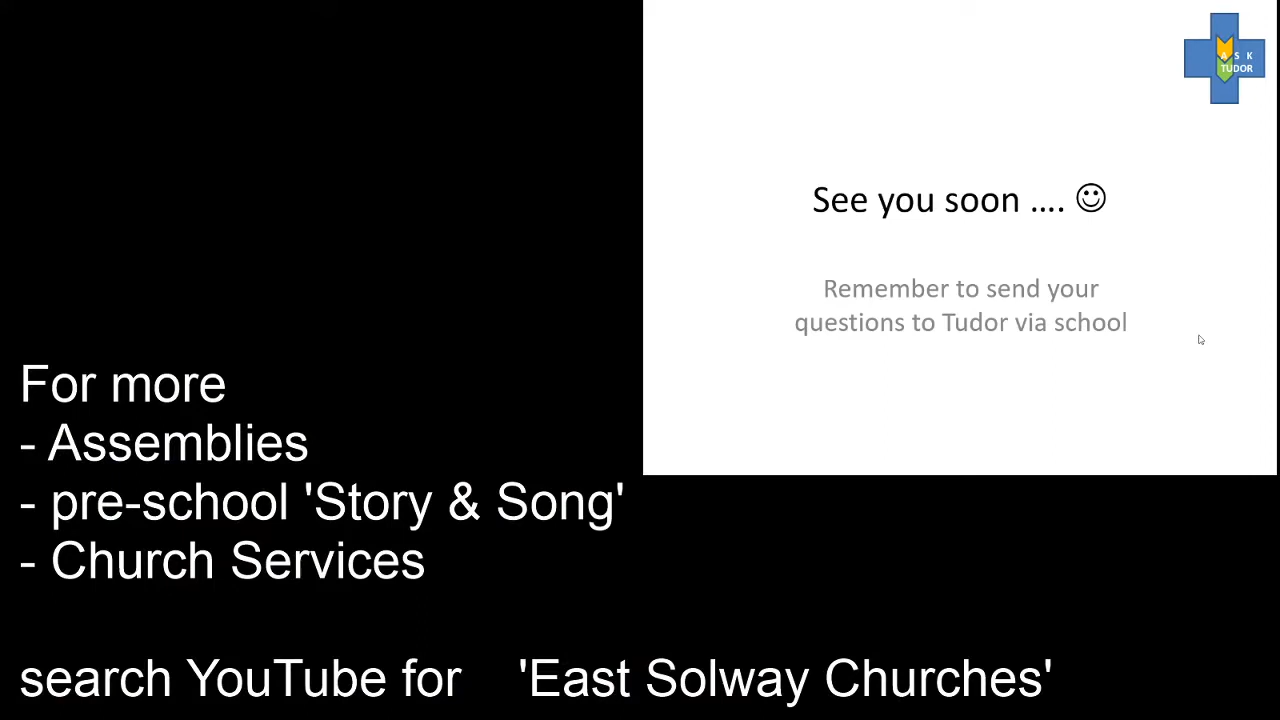 A S K
TUDOR
See you soon .... ☺
Remember to send your
questions to Tudor via school
For more
- Assemblies
- pre-school 'Story & Song'
- Church Services
search YouTube for 'East Solway Churches'